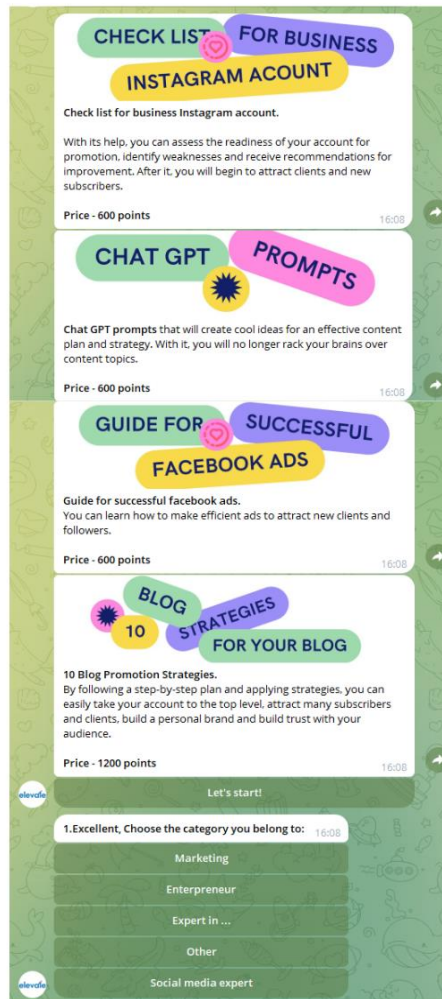 CHECK LIST FOR BUSINESS
INSTAGRAM ACOUNT
Check list for business Instagram account.
With its help, you can assess the readiness of your account for
promotion, identify weaknesses and receive recommendations for
improvement. After it, you will begin to attract clients and new
subscribers.
Price - 600 points
16:08
CHAT GPT PROMPTS
Chat GPT prompts that will create cool ideas for an effective content
plan and strategy. With it, you will no longer rack your brains over
content topics.
Price - 600 points
16:08
GUIDE FOR SUCCESSFUL
FACEBOOK ADS
Guide for successful facebook ads.
You can learn how to make efficient ads to attract new clients and
followers.
Price - 600 points
16:08
BLOG
10 STRATEGIES
FOR YOUR BLOG
10 Blog Promotion Strategies.
By following a step-by-step plan and applying strategies, you can
easily take your account to the top level, attract many subscribers
and clients, build a personal brand and build trust with your
audience.
Price - 1200 points
16:08
elevate
Let's start!
1.Excellent, Choose the category you belong to: 16:08
Marketing
Enterpreneur
Expert in ...
Other
elevate
Social media expert